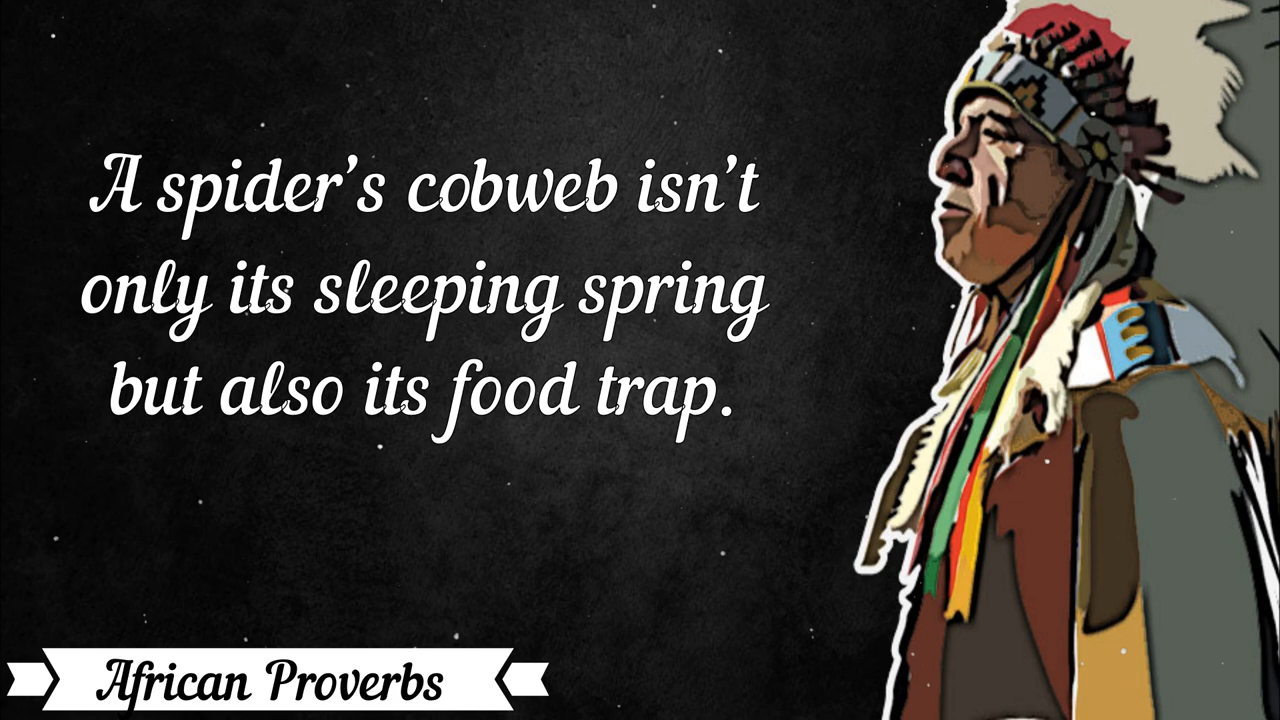 A spider’s cobweb isn’t
only its sleeping spring
but also its food trap.
African Proverbs